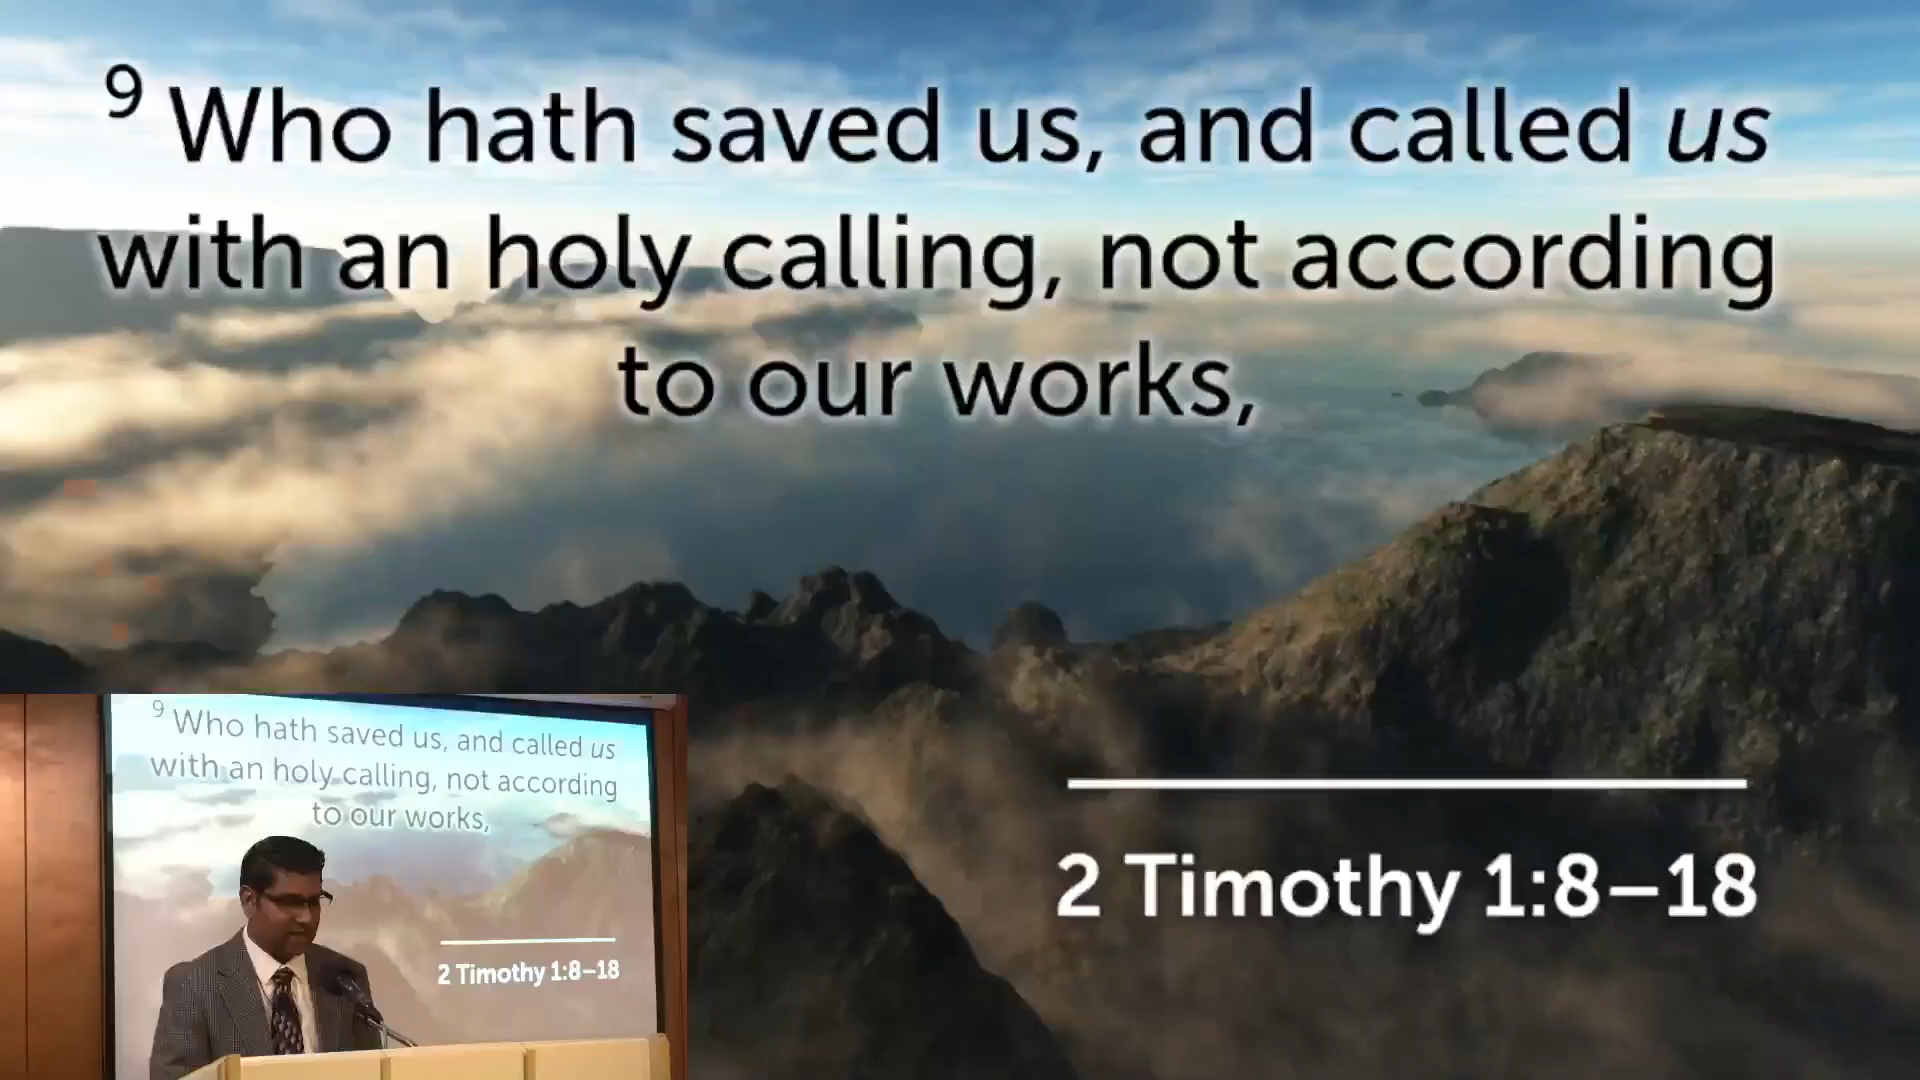 9 Who hath saved us, and called us
with an holy calling, not according
to our works,
2 Timothy 1:8–18
9 Who hath saved us, and called us
with an holy calling, not according
to our works,
2 Timothy 1:8–18